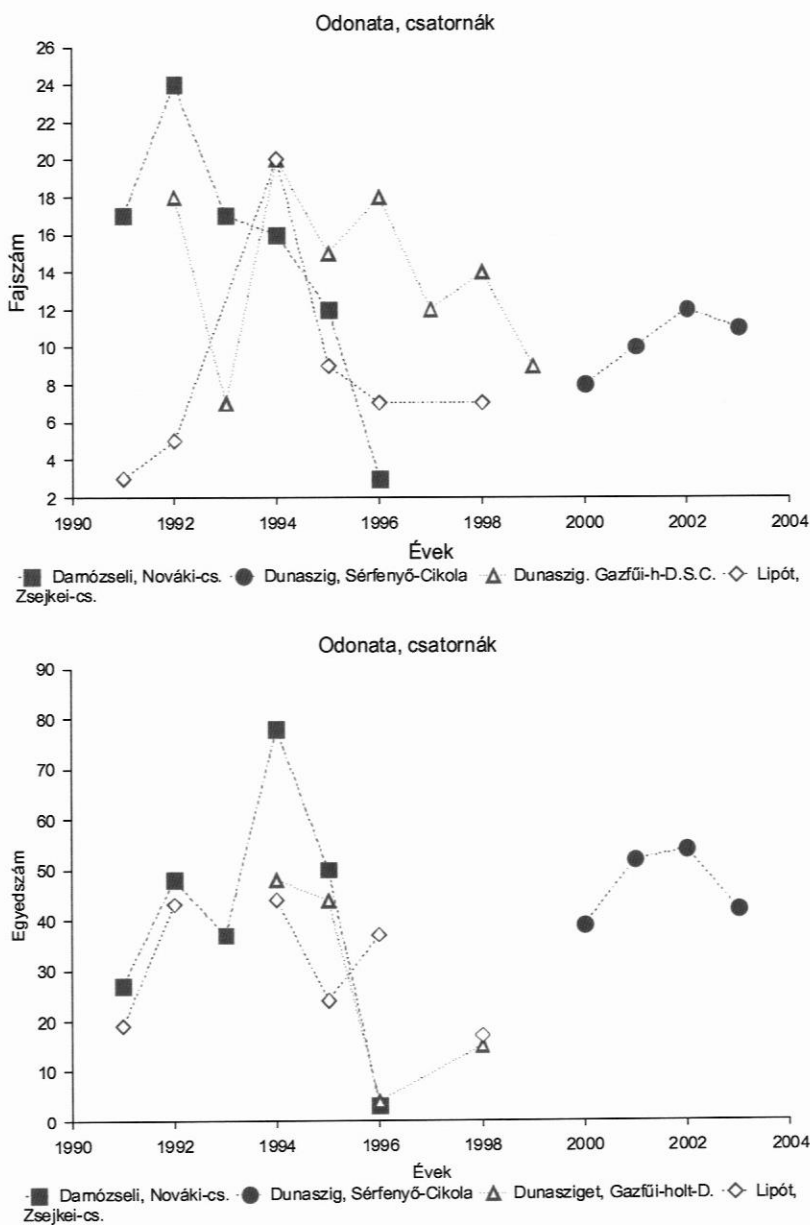 Odonata, csatornák
26
24
22
20
18
16
14
12
10
8
6
4
2
Fajszám
1990 1992 1994 1996 1998 2000 2002 2004
Évek
Damózseli, Nováki-cs. Dunaszig, Sérfenyő-Cikola Dunaszig. Gazfűi-h-D.S.C. Lipót,
Zsejkei-cs.
Odonata, csatornák
90
80
70
60
50
40
30
20
10
0
Egyedszám
1990 1992 1994 1996 1998 2000 2002 2004
Évek
Damózseli, Nováki-cs. Dunaszig, Sérfenyő-Cikola Dunasziget, Gazfűi-holt-D. Lipót,
Zsejkei-cs.